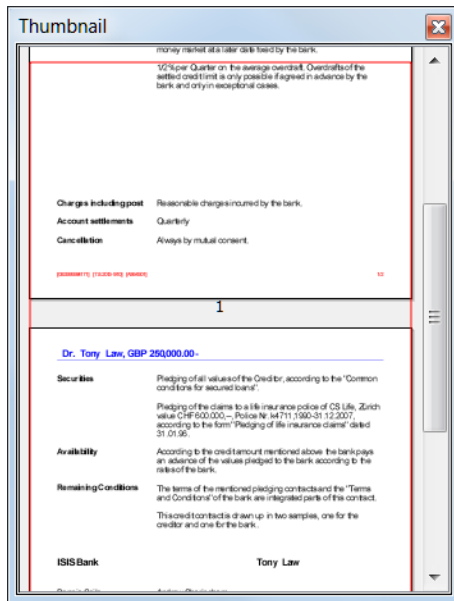 Thumbnail
money market at a later date fixed by the bank.
1/2% per Quarter on the average overdraft. Overdrafts of the
settled credit limit is only possible if agreed in advance by the
bank and only in exceptional cases.
Charges including post Reasonable charges incurred by the bank.
Account settlements Quarterly
Cancellation Always by mutual consent.
1/2
1
Dr. Tony Law, GBP 250,000.00-
Securities Pledging of all values of the Creditor, according to the "Common
conditions for secured loans".
Pledging of the claims to a life insurance police of CS Life, Zürich
value CHF 600.000,--, Police Nr. k4711,1990-31.12.2007,
according to the form "Pledging of life insurance claims" dated
31.01.96.
Availability According to the credit amount mentioned above the bank pays
an advance of the values pledged to the bank according to the
rates of the bank.
Remaining Conditions The terms of the mentioned pledging contracts and the "Terms
and Conditions" of the bank are integrated parts of this contract.
This credit contract is drawn up in two samples, one for the
creditor and one for the bank.
ISIS Bank Tony Law